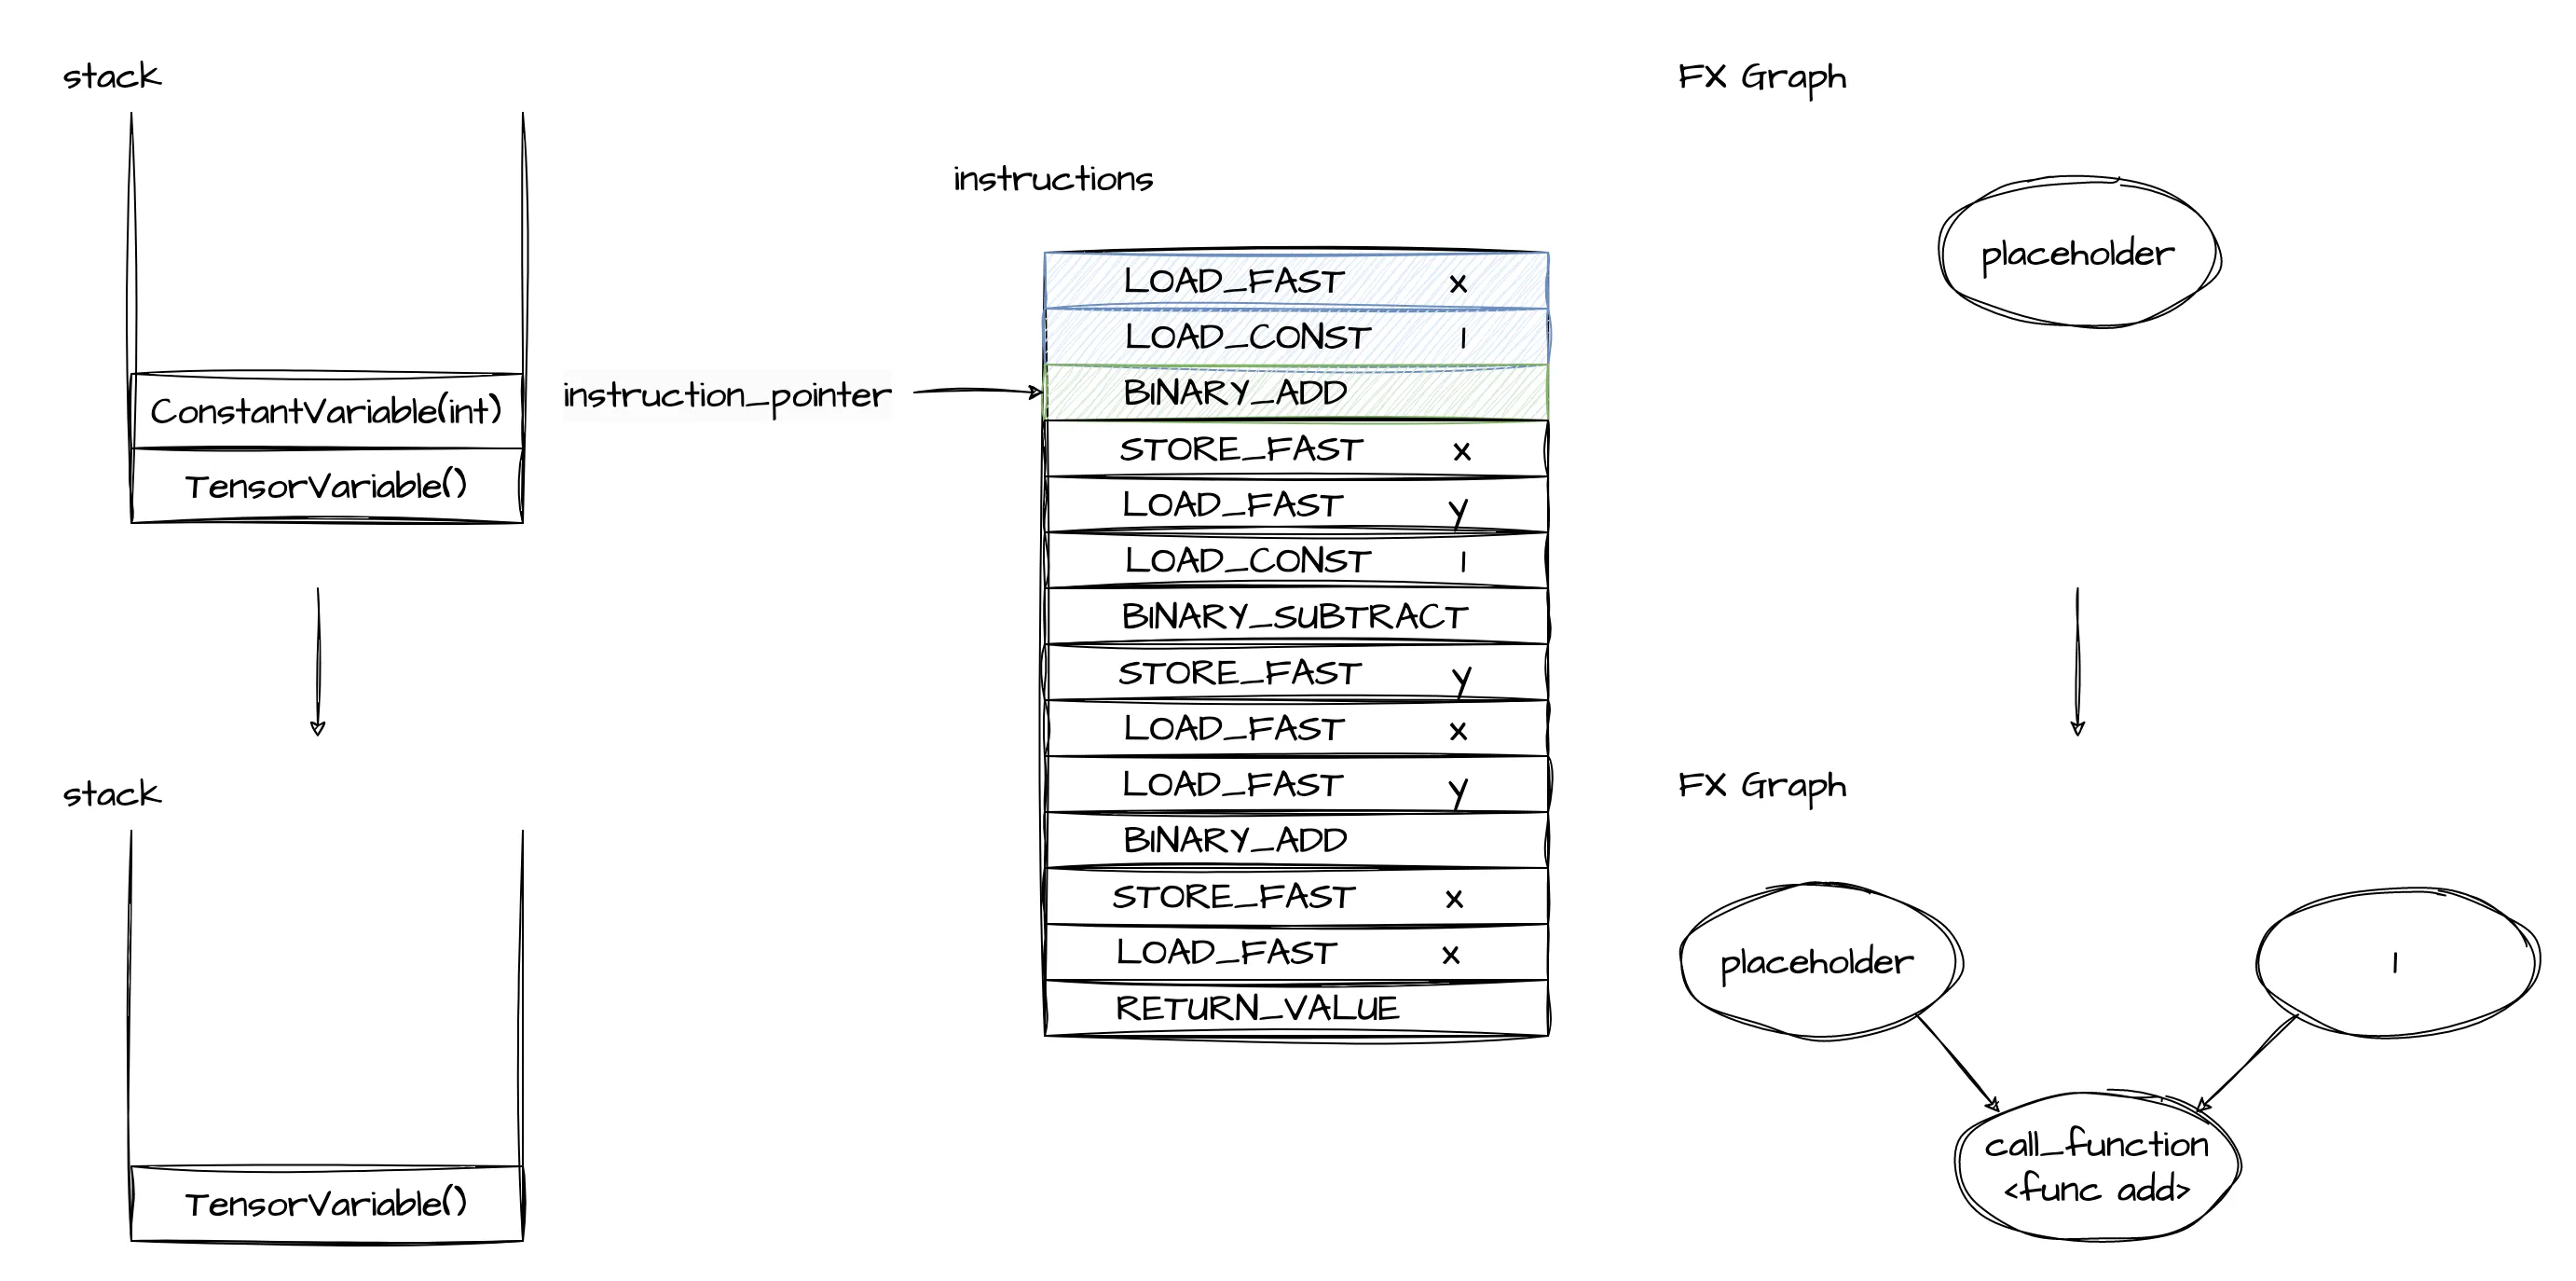 stack
ConstantVariable(int)
TensorVariable()
stack
TensorVariable()
instruction_pointer
instructions
LOAD_FAST x
LOAD_CONST 1
BINARY_ADD
STORE_FAST x
LOAD_FAST y
LOAD_CONST 1
BINARY_SUBTRACT
STORE_FAST y
LOAD_FAST x
LOAD_FAST y
BINARY_ADD
STORE_FAST x
LOAD_FAST x
RETURN_VALUE
FX Graph
placeholder
FX Graph
placeholder
1
call_function
<func add>